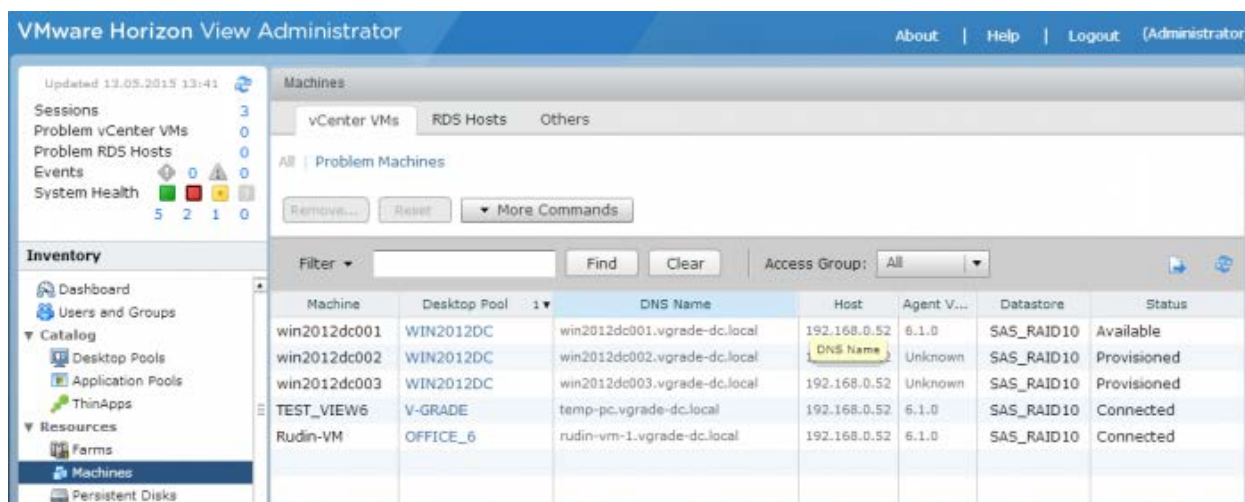 VMware Horizon View Administrator
About | Help | Logout (Administrator
Updated 13.05.2015 13:41
Sessions 3
Problem vCenter VMs 0
Problem RDS Hosts 0
Events 0 0
System Health
5 2 1 0
Inventory
Dashboard
Users and Groups
Catalog
Desktop Pools
Application Pools
ThinApps
Resources
Farms
Machines
Persistent Disks
Machines
vCenter VMs RDS Hosts Others
All | Problem Machines
Remove... Reset More Commands
Filter Find Clear Access Group: All
Machine Desktop Pool 1 DNS Name Host Agent V... Datastore Status
win2012dc001 WIN2012DC win2012dc001.vgrade-dc.local 192.168.0.52 6.1.0 SAS_RAID10 Available
win2012dc002 WIN2012DC win2012dc002.vgrade-dc.local DNS Name Unknown SAS_RAID10 Provisioned
win2012dc003 WIN2012DC win2012dc003.vgrade-dc.local 192.168.0.52 Unknown SAS_RAID10 Provisioned
TEST_VIEW6 V-GRADE temp-pc.vgrade-dc.local 192.168.0.52 6.1.0 SAS_RAID10 Connected
Rudin-VM OFFICE_6 rudin-vm-1.vgrade-dc.local 192.168.0.52 6.1.0 SAS_RAID10 Connected